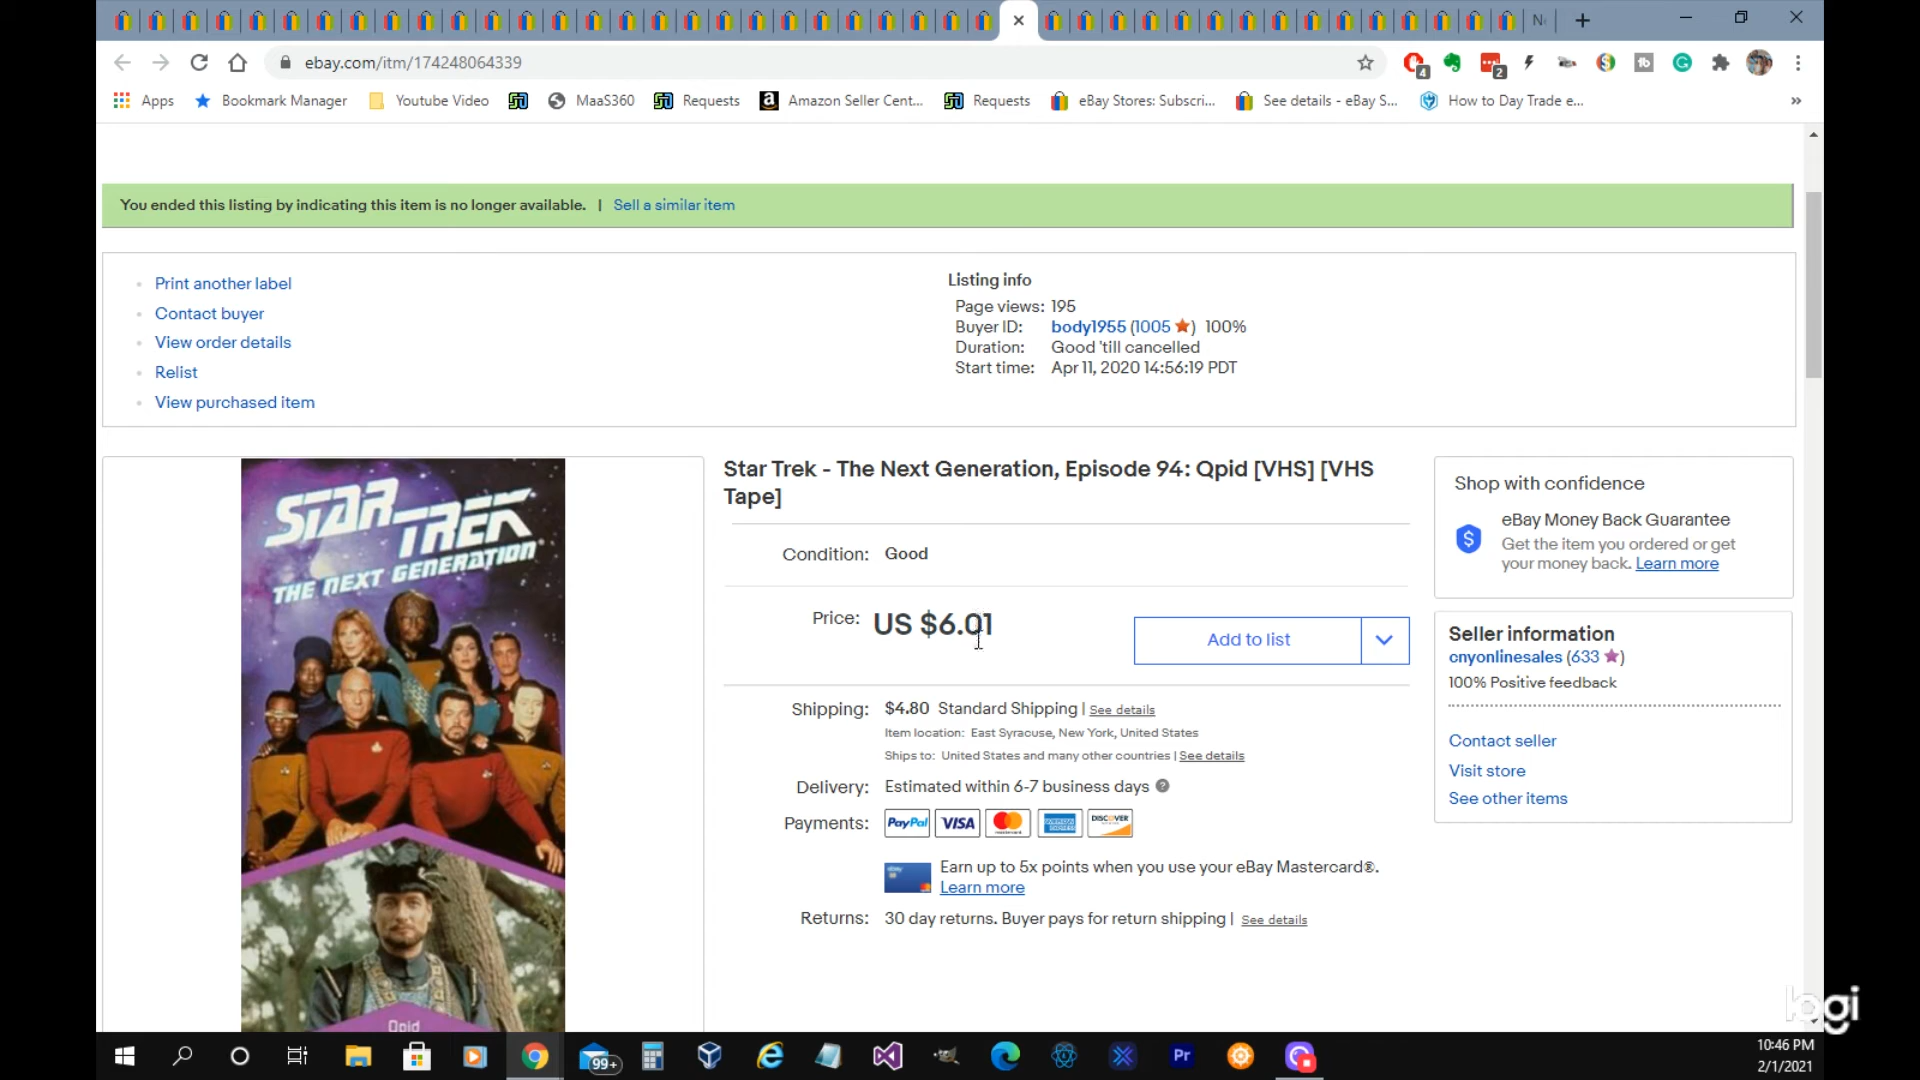 N
ebay.com/itm/174248064339
4
2
Apps
Bookmark Manager
Youtube Video
MaaS360
Requests
Amazon Seller Cent...
Requests
eBay Stores: Subscri...
See details - eBay S...
How to Day Trade e...
»
You ended this listing by indicating this item is no longer available. | Sell a similar item
Print another label
Contact buyer
View order details
Relist
View purchased item
Listing info
Page views: 195
Buyer ID: body1955 (1005 ) 100%
Duration: Good 'till cancelled
Start time: Apr 11, 2020 14:56:19 PDT
STAR TREK
THE NEXT GENERATION
Qpid
Star Trek - The Next Generation, Episode 94: Qpid [VHS] [VHS
Tape]
Condition: Good
Price: US $6.01
Add to list
Shipping: $4.80 Standard Shipping | See details
Item location: East Syracuse, New York, United States
Ships to: United States and many other countries | See details
Delivery: Estimated within 6-7 business days
Payments: PayPal VISA mastercard AMERICAN EXPRESS DISCOVER
ebay
Earn up to 5x points when you use your eBay Mastercard®.
Learn more
Returns: 30 day returns. Buyer pays for return shipping | See details
Shop with confidence
eBay Money Back Guarantee
Get the item you ordered or get
your money back. Learn more
Seller information
cnyonlinesales (633 )
100% Positive feedback
Contact seller
Visit store
See other items
logi
99+
Pr
10:46 PM
2/1/2021